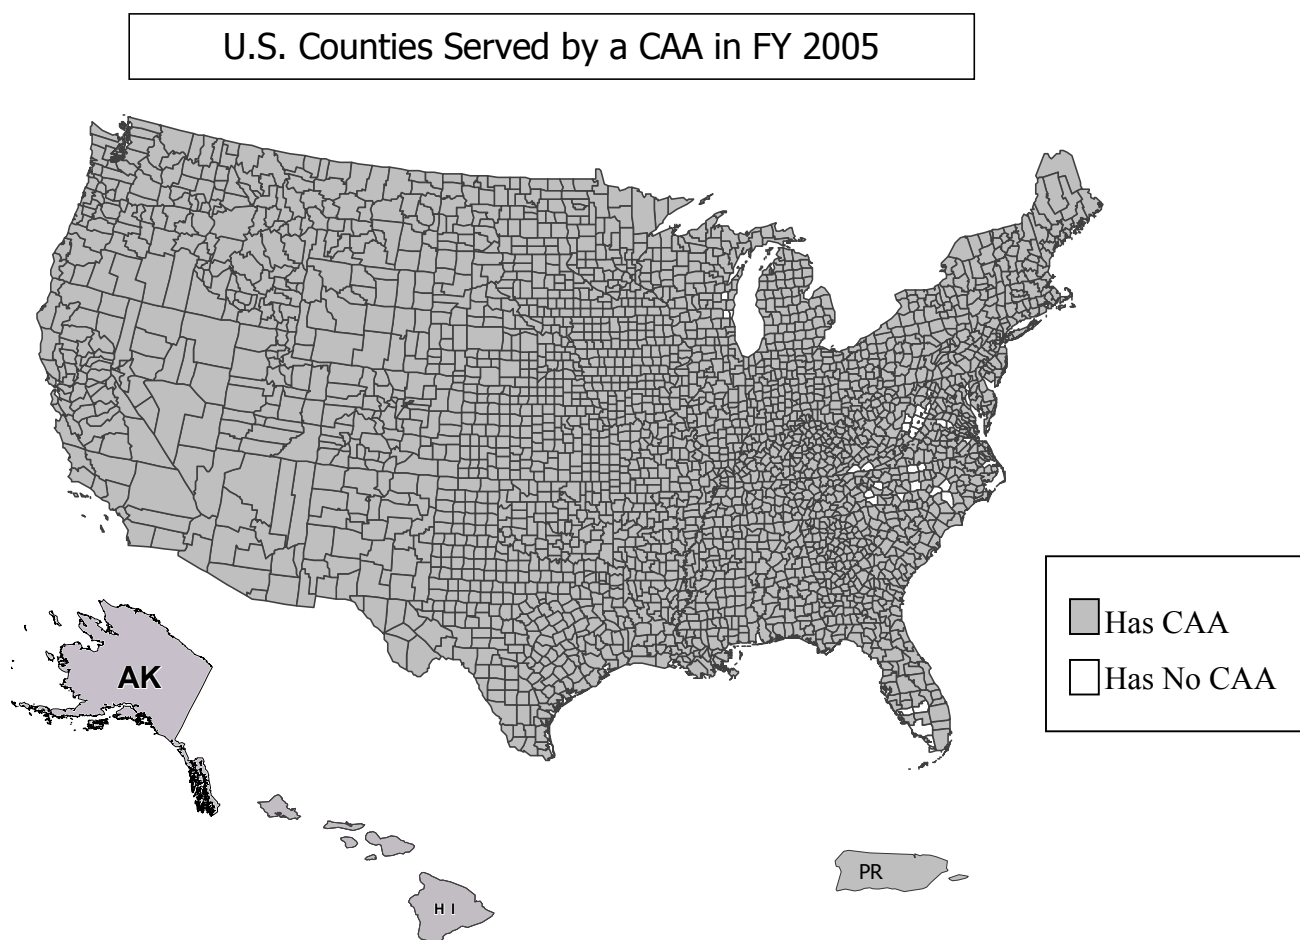 U.S. Counties Served by a CAA in FY 2005
Has CAA
Has No CAA
AK
PR
H I